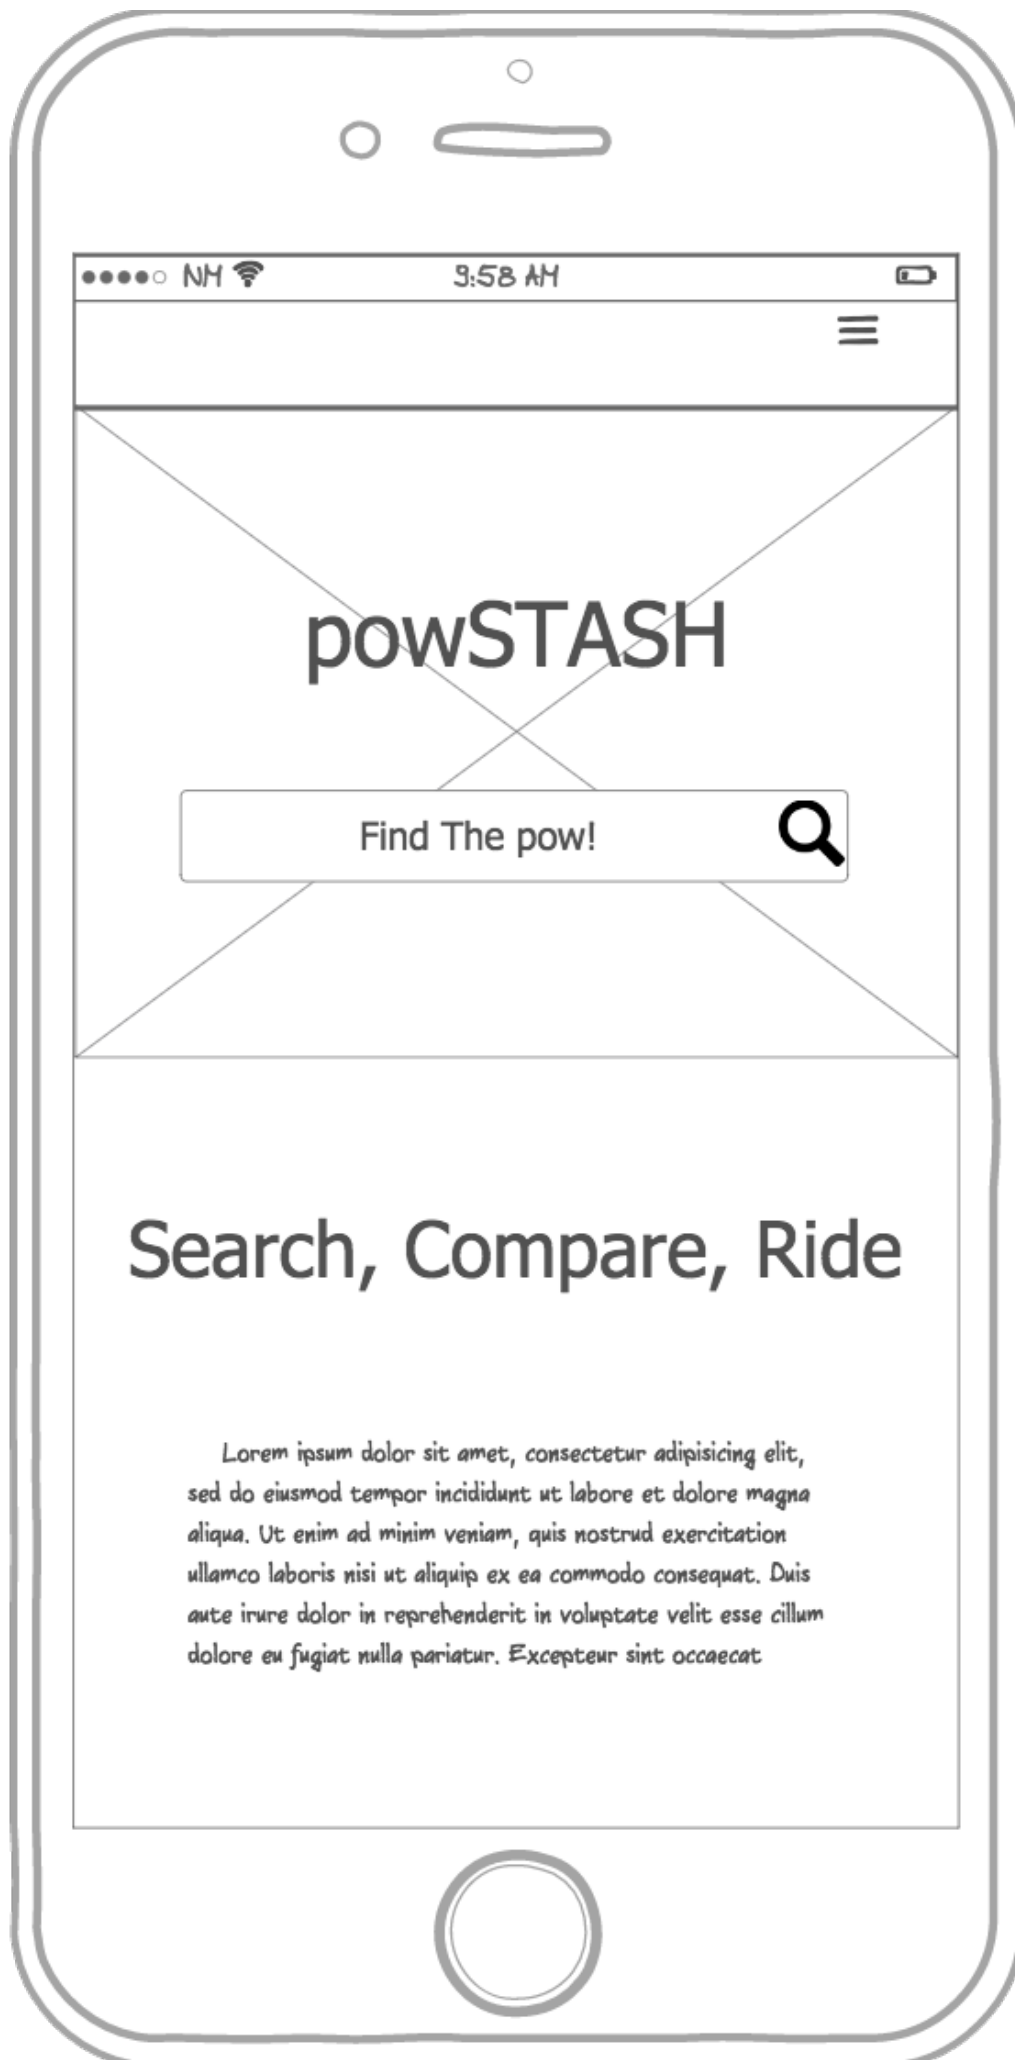 NM 9:58 AM
powSTASH
Find The pow!
Search, Compare, Ride
Lorem ipsum dolor sit amet, consectetur adipisicing elit,
sed do eiusmod tempor incididunt ut labore et dolore magna
aliqua. Ut enim ad minim veniam, quis nostrud exercitation
ullamco laboris nisi ut aliquip ex ea commodo consequat. Duis
aute irure dolor in reprehenderit in voluptate velit esse cillum
dolore eu fugiat nulla pariatur. Excepteur sint occaecat